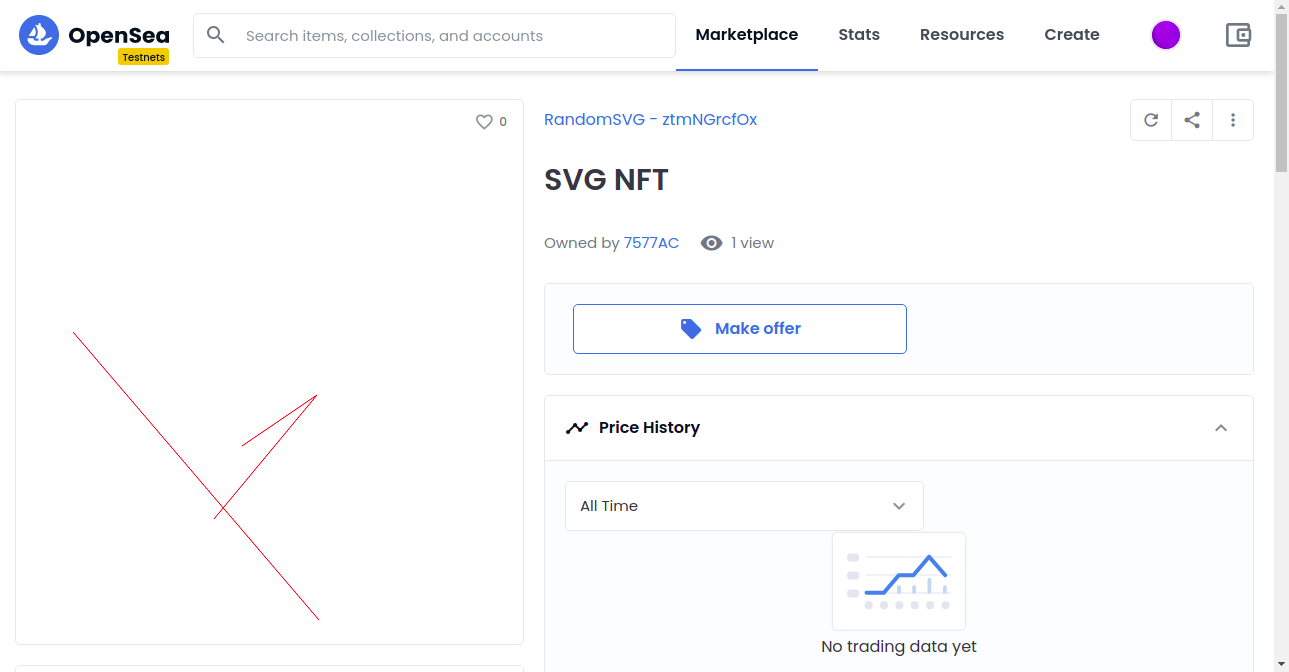 OpenSea
Testnets
Search items, collections, and accounts
Marketplace
Stats
Resources
Create
0
RandomSVG - ztmNGrcfOx
SVG NFT
Owned by 7577AC
1 view
Make offer
Price History
All Time
No trading data yet